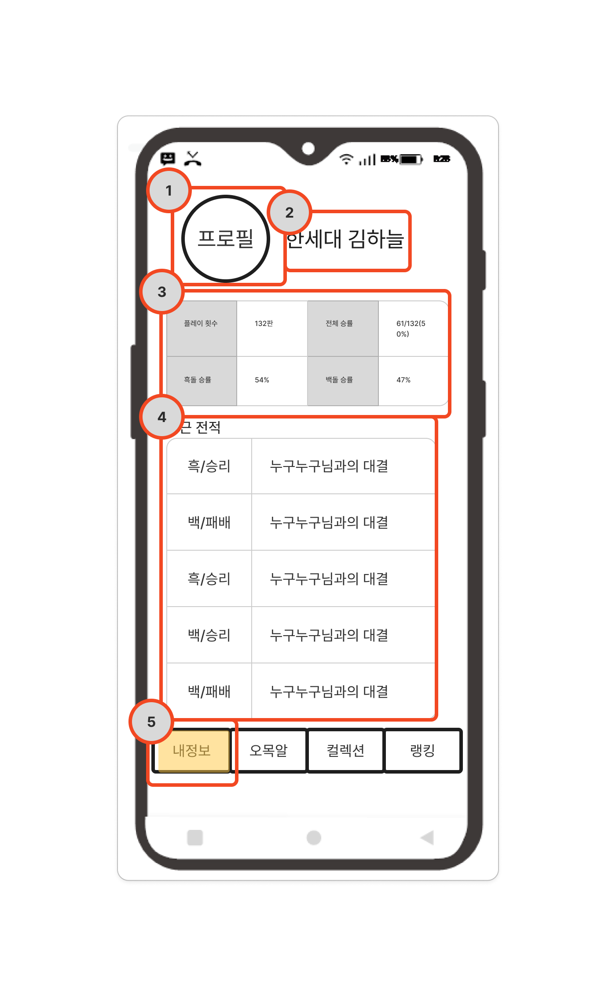 1
프로필
2
한세대 김하늘
3
플레이 횟수 132판 전체 승률 61/132(5
0%)
흑돌 승률 54% 백돌 승률 47%
4
근 전적
흑/승리 누구누구님과의 대결
백/패배 누구누구님과의 대결
흑/승리 누구누구님과의 대결
백/승리 누구누구님과의 대결
백/패배 누구누구님과의 대결
5
내정보 오목알 컬렉션 랭킹